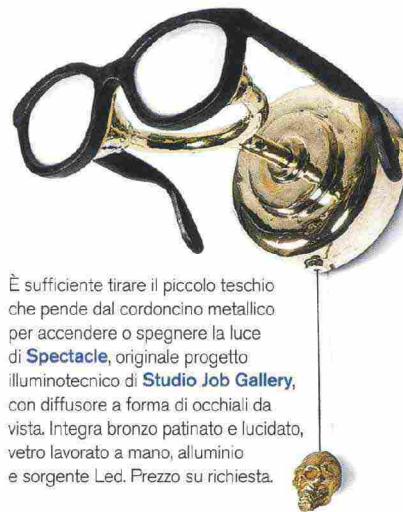 È sufficiente tirare il piccolo teschio
che pende dal cordoncino metallico
per accendere o spegnere la luce
di Spectacle, originale progetto
illuminotecnico di Studio Job Gallery,
con diffusore a forma di occhiali da
vista. Integra bronzo patinato e lucidato,
vetro lavorato a mano, alluminio
e sorgente Led. Prezzo su richiesta.